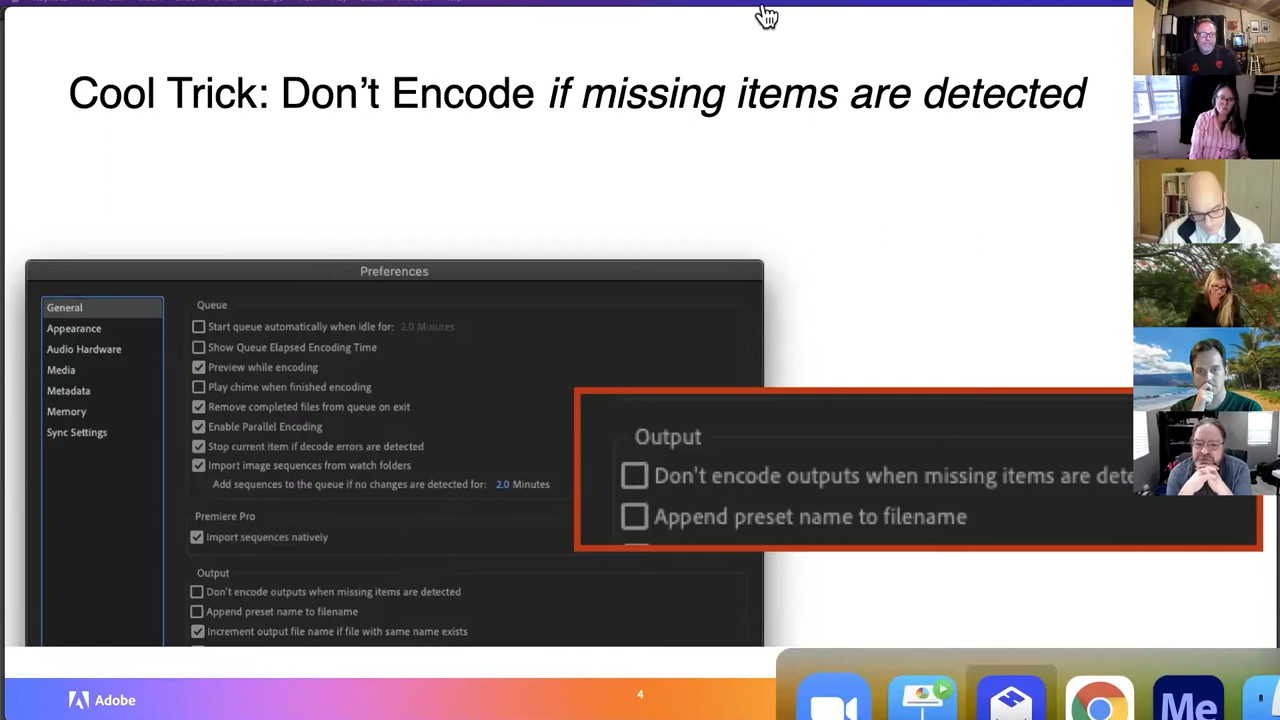 Cool Trick: Don't Encode if missing items are detected
Preferences
General
Appearance
Audio Hardware
Media
Metadata
Memory
Sync Settings
Queue
Start queue automatically when idle for: 2.0 Minutes
Show Queue Elapsed Encoding Time
Preview while encoding
Play chime when finished encoding
Remove completed files from queue on exit
Enable Parallel Encoding
Stop current item if decode errors are detected
Import image sequences from watch folders
Add sequences to the queue if no changes are detected for: 2.0 Minutes
Premiere Pro
Import sequences natively
Output
Don't encode outputs when missing items are detected
Append preset name to filename
Increment output file name if file with same name exists
Output
Don't encode outputs when missing items are dete
Append preset name to filename
Adobe
4
Me